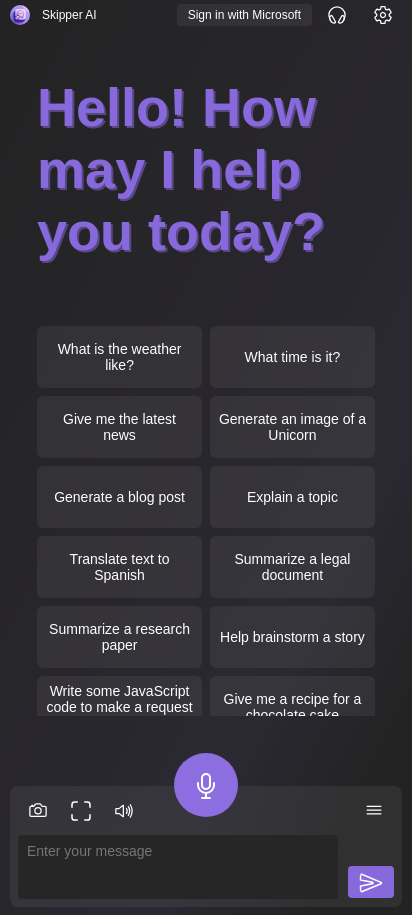 Skipper AI
Sign in with Microsoft
Hello! How
may I help
you today?
What is the weather
like?
What time is it?
Give me the latest
news
Generate an image of a
Unicorn
Generate a blog post
Explain a topic
Translate text to
Spanish
Summarize a legal
document
Summarize a research
paper
Help brainstorm a story
Write some JavaScript
code to make a request
Give me a recipe for a
chocolate cake
Enter your message